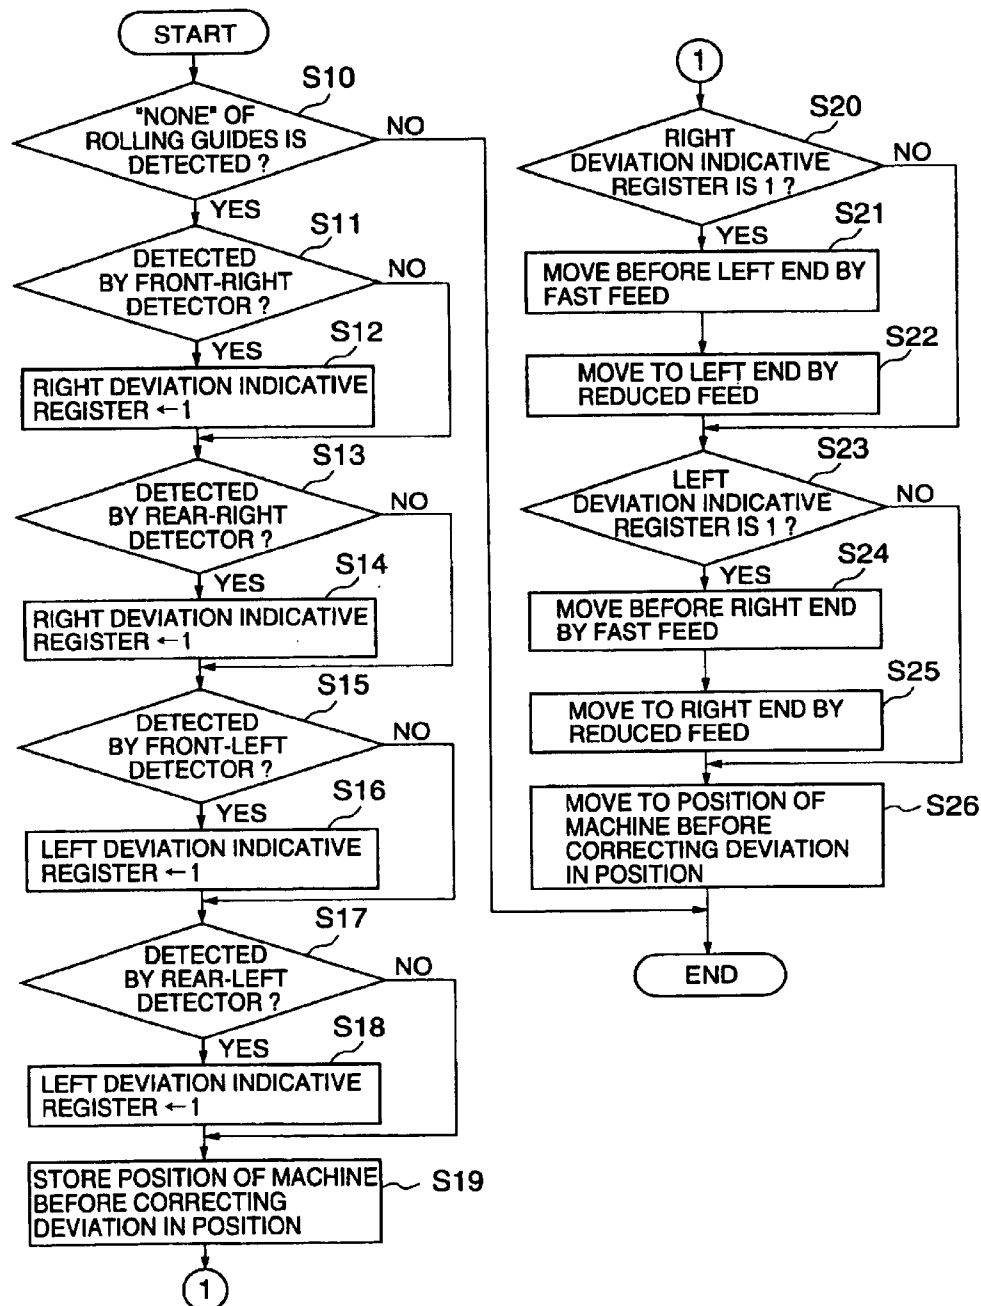 START
S10
"NONE" OF
ROLLING GUIDES IS
DETECTED ?
NO
YES
S11
DETECTED
BY FRONT-RIGHT
DETECTOR ?
NO
YES
S12
RIGHT DEVIATION INDICATIVE
REGISTER ←1
S13
DETECTED
BY REAR-RIGHT
DETECTOR ?
NO
YES
S14
RIGHT DEVIATION INDICATIVE
REGISTER ←1
S15
DETECTED
BY FRONT-LEFT
DETECTOR ?
NO
YES
S16
LEFT DEVIATION INDICATIVE
REGISTER ←1
S17
DETECTED
BY REAR-LEFT
DETECTOR ?
NO
YES
S18
LEFT DEVIATION INDICATIVE
REGISTER ←1
STORE POSITION OF MACHINE
BEFORE CORRECTING
DEVIATION IN POSITION
S19
1
1
S20
RIGHT
DEVIATION INDICATIVE
REGISTER IS 1 ?
NO
YES
S21
MOVE BEFORE LEFT END BY
FAST FEED
S22
MOVE TO LEFT END BY
REDUCED FEED
S23
LEFT
DEVIATION INDICATIVE
REGISTER IS 1 ?
NO
YES
S24
MOVE BEFORE RIGHT END
BY FAST FEED
S25
MOVE TO RIGHT END BY
REDUCED FEED
MOVE TO POSITION OF
MACHINE BEFORE
CORRECTING DEVIATION
IN POSITION
S26
END